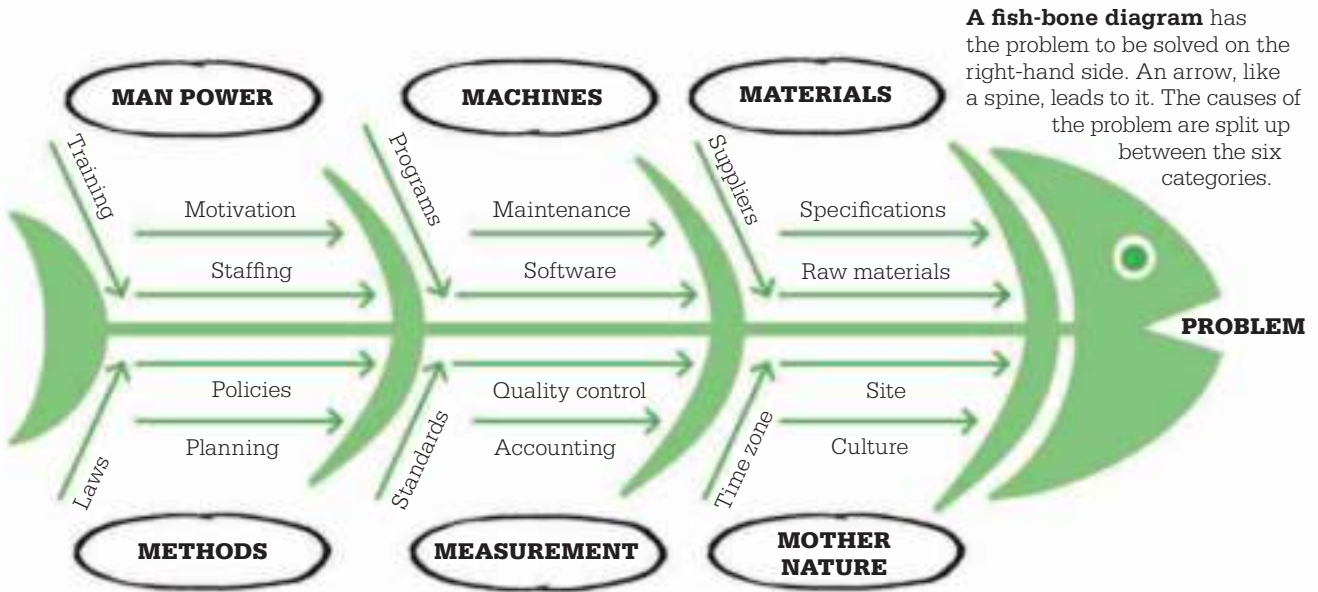 A fish-bone diagram has
the problem to be solved on the
right-hand side. An arrow, like
a spine, leads to it. The causes of
the problem are split up
between the six
categories.
MAN POWER
MACHINES
MATERIALS
Training
Motivation
Staffing
Programs
Maintenance
Software
Suppliers
Specifications
Raw materials
PROBLEM
Laws
Policies
Planning
Standards
Quality control
Accounting
Time zone
Site
Culture
METHODS
MEASUREMENT
MOTHER
NATURE